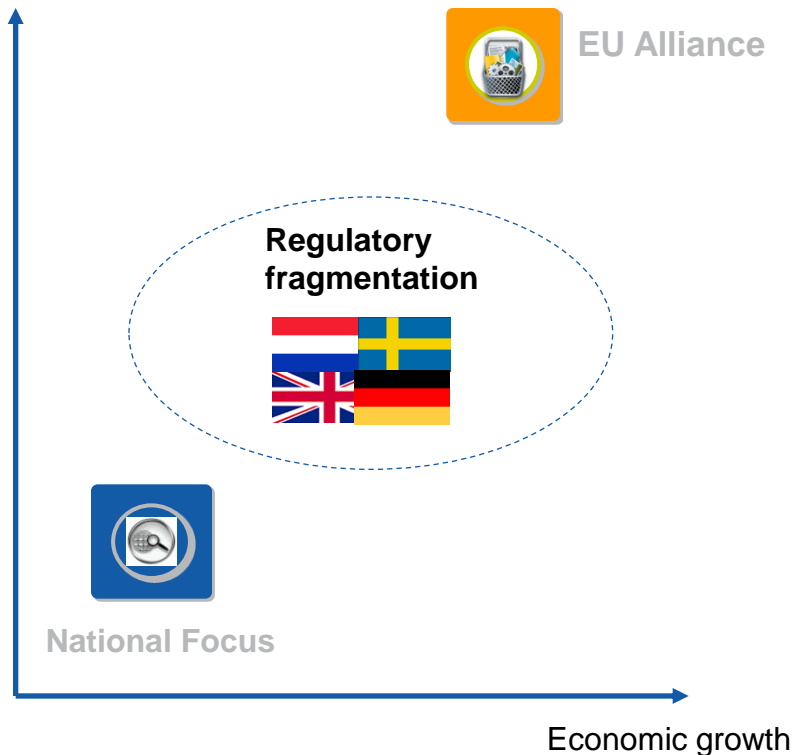 EU Alliance
Regulatory
fragmentation
National Focus
Economic growth